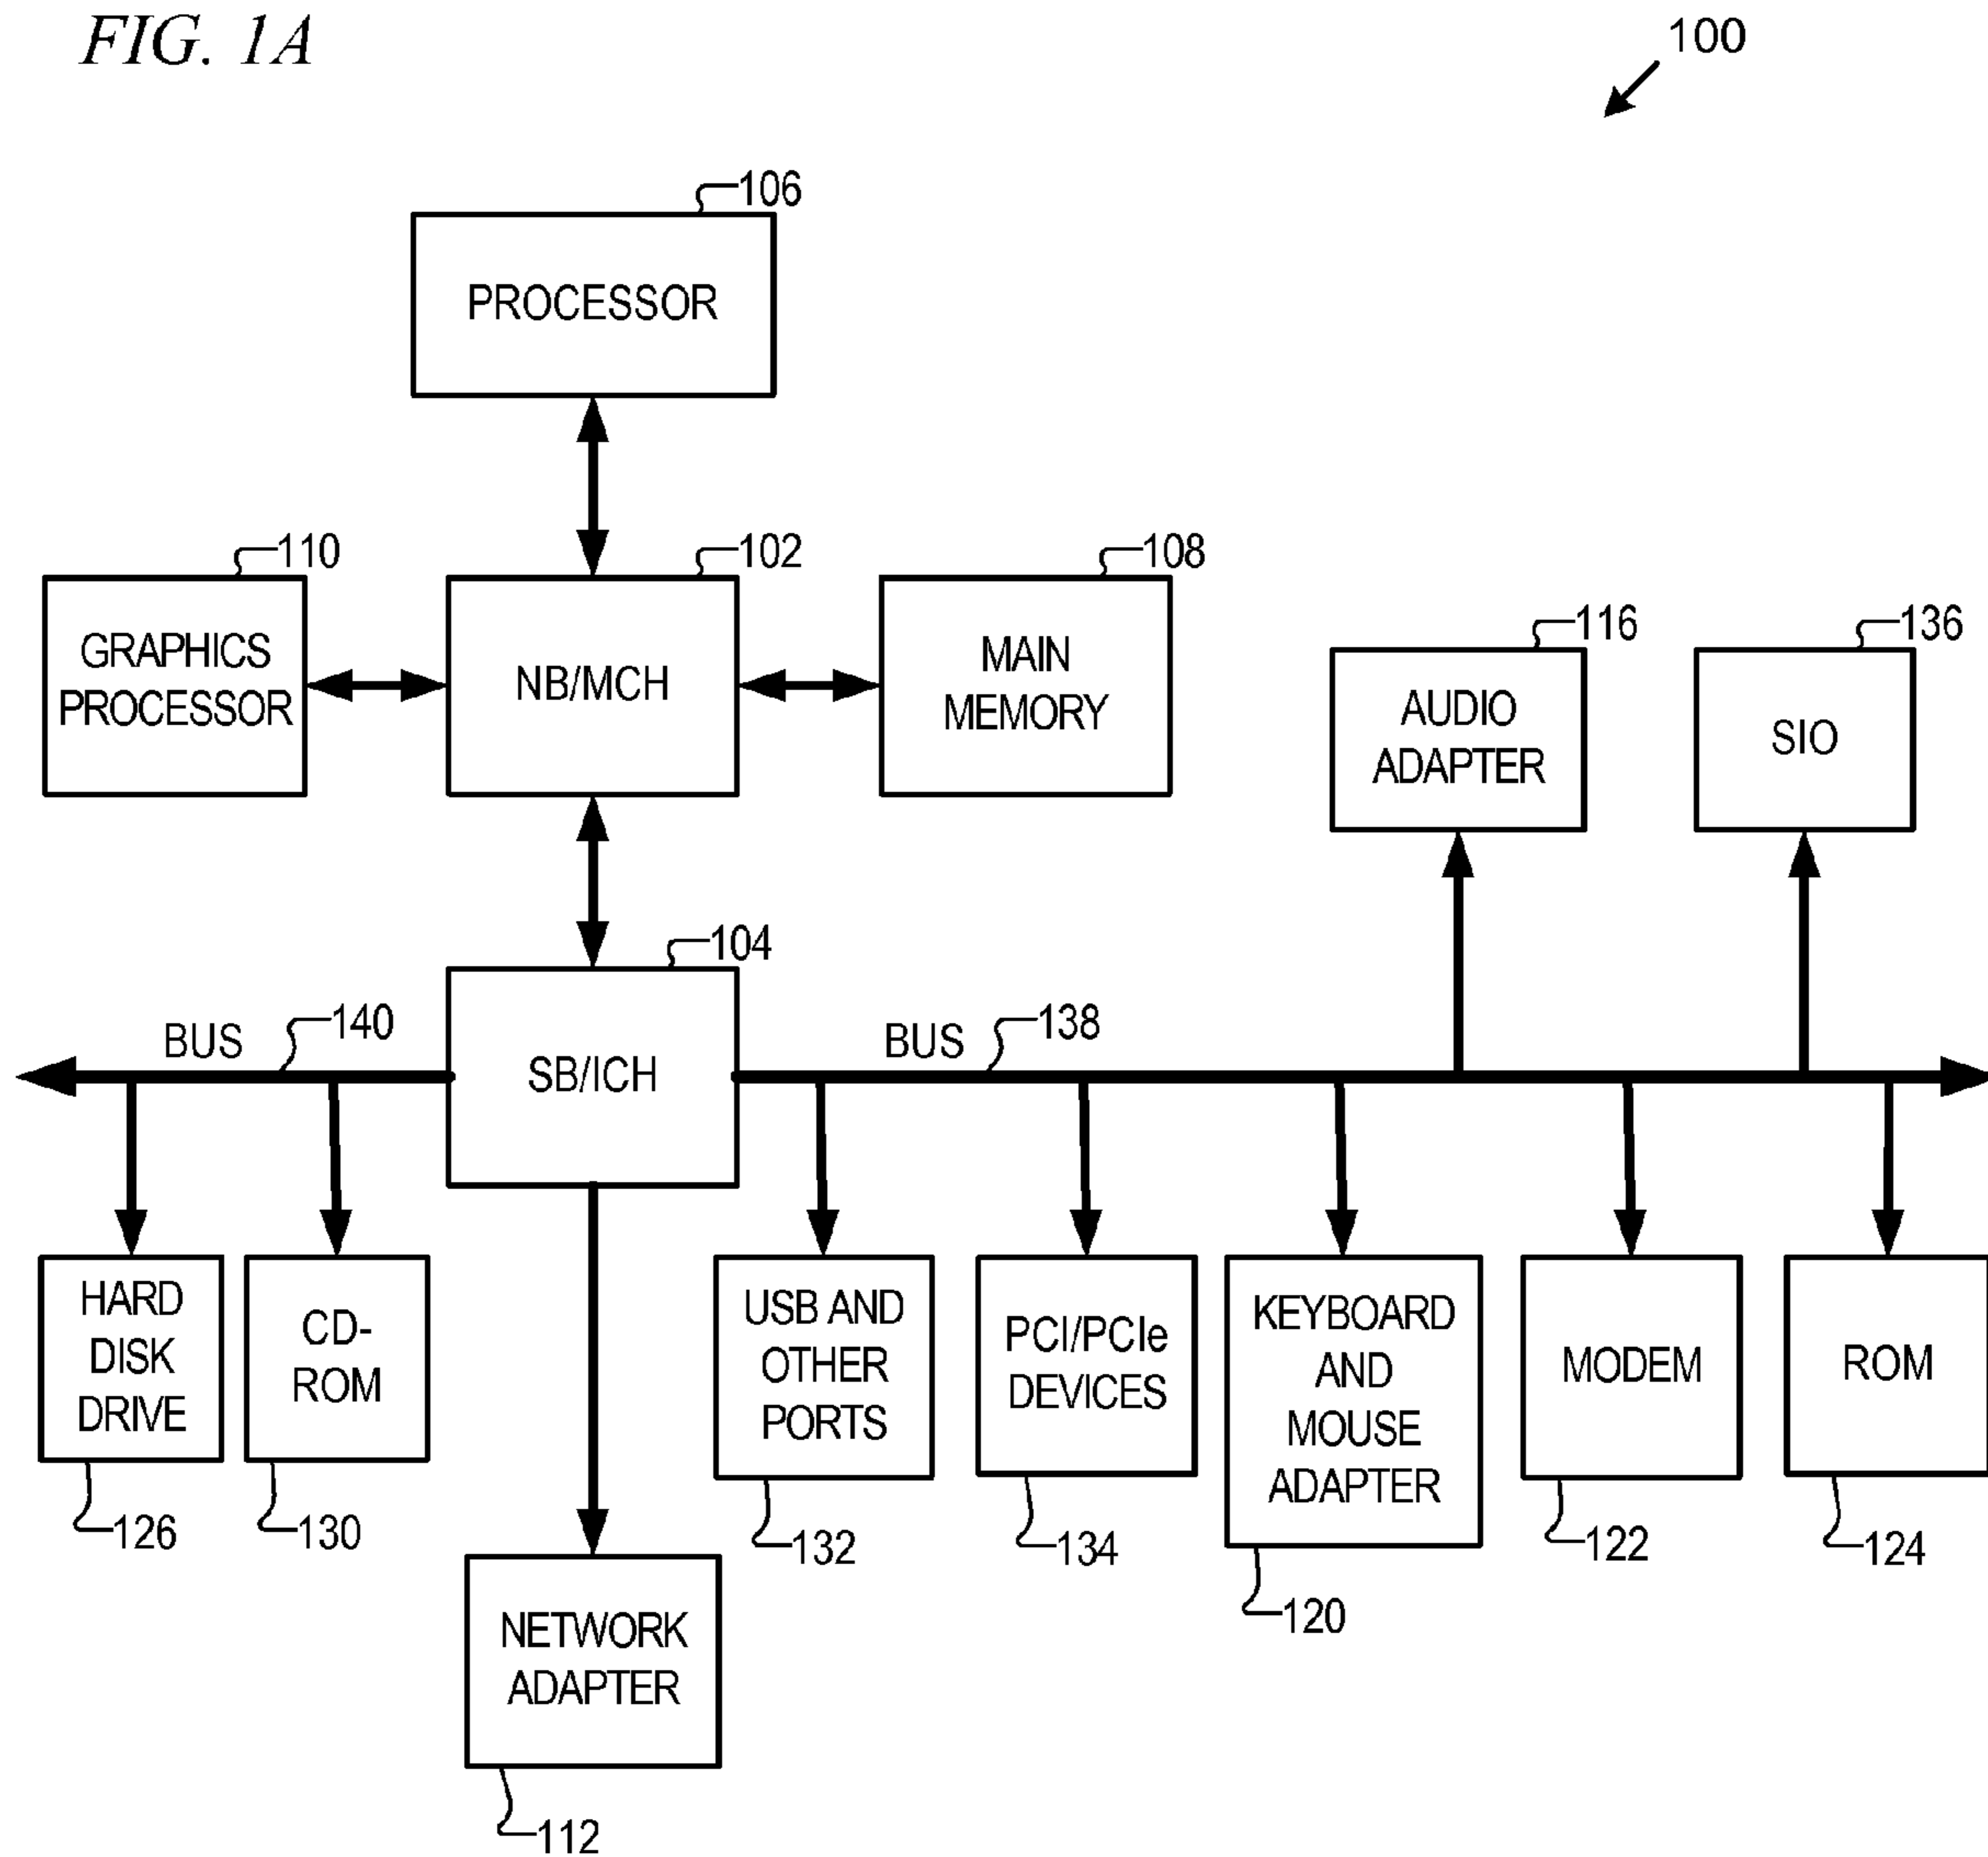 FIG. 1A
100
106
PROCESSOR
110
102
108
GRAPHICS
PROCESSOR
NB/MCH
MAIN
MEMORY
116
136
AUDIO
ADAPTER
SIO
104
BUS
140
SB/ICH
BUS
138
HARD
DISK
DRIVE
CD-
ROM
USB AND
OTHER
PORTS
PCI/PCIe
DEVICES
KEYBOARD
AND
MOUSE
ADAPTER
MODEM
ROM
126
130
132
134
120
122
124
NETWORK
ADAPTER
112